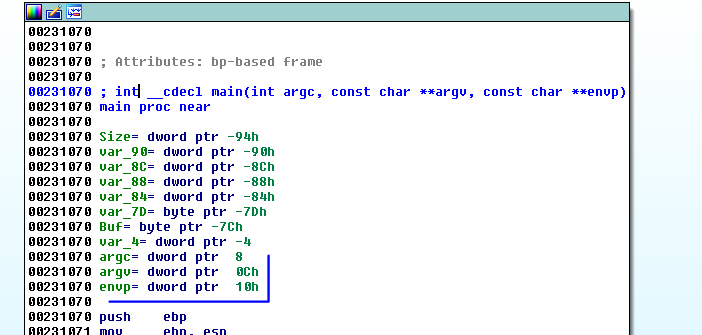 00231070
00231070
00231070 ; Attributes: bp-based frame
00231070
00231070 ; int __cdecl main(int argc, const char **argv, const char **envp)
00231070 main proc near
00231070
00231070 Size= dword ptr -94h
00231070 var_90= dword ptr -90h
00231070 var_8C= dword ptr -8Ch
00231070 var_88= dword ptr -88h
00231070 var_84= dword ptr -84h
00231070 var_7D= byte ptr -7Dh
00231070 Buf= byte ptr -7Ch
00231070 var_4= dword ptr -4
00231070 argc= dword ptr  8
00231070 argv= dword ptr  0Ch
00231070 envp= dword ptr  10h
00231070
00231070 push    ebp
00231071 mov     ebp, esp